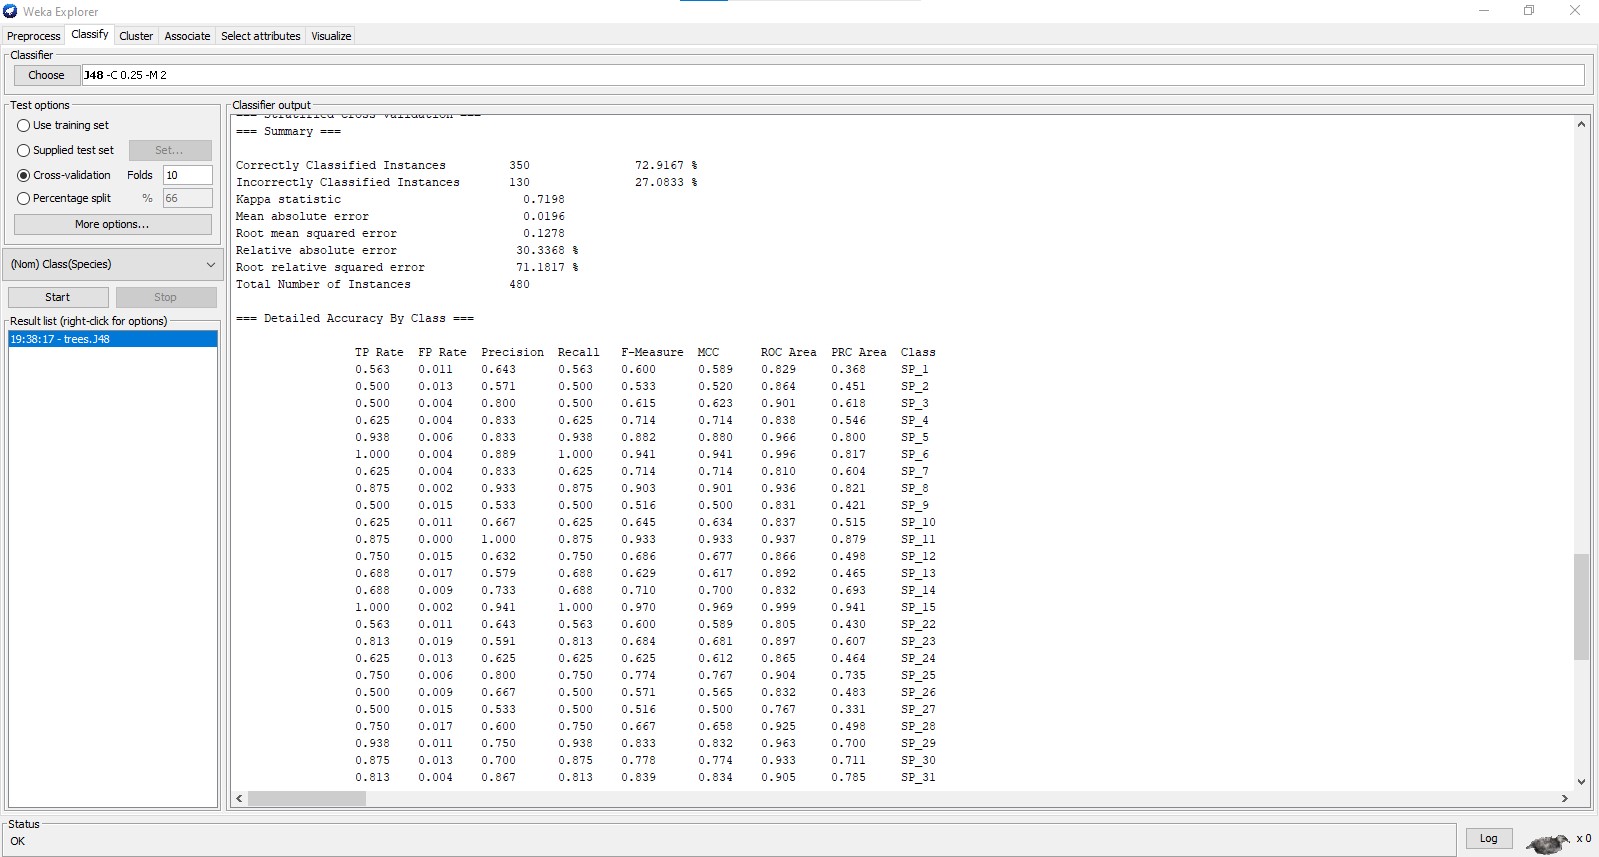 Weka Explorer
Preprocess Classify Cluster Associate Select attributes Visualize
Classifier
Choose J48 -C 0.25 -M 2
Test options
Use training set
Supplied test set Set...
Cross-validation Folds 10
Percentage split % 66
More options...
(Nom) Class(Species)
Start Stop
Result list (right-click for options)
19:38:17 - trees.J48
Classifier output
=== Stratified cross-validation ===
=== Summary ===
Correctly Classified Instances 350 72.9167 %
Incorrectly Classified Instances 130 27.0833 %
Kappa statistic 0.7198
Mean absolute error 0.0196
Root mean squared error 0.1278
Relative absolute error 30.3368 %
Root relative squared error 71.1817 %
Total Number of Instances 480
=== Detailed Accuracy By Class ===
TP Rate FP Rate Precision Recall F-Measure MCC ROC Area PRC Area Class
0.563 0.011 0.643 0.563 0.600 0.589 0.829 0.368 SP_1
0.500 0.013 0.571 0.500 0.533 0.520 0.864 0.451 SP_2
0.500 0.004 0.800 0.500 0.615 0.623 0.901 0.618 SP_3
0.625 0.004 0.833 0.625 0.714 0.714 0.838 0.546 SP_4
0.938 0.006 0.833 0.938 0.882 0.880 0.966 0.800 SP_5
1.000 0.004 0.889 1.000 0.941 0.941 0.996 0.817 SP_6
0.625 0.004 0.833 0.625 0.714 0.714 0.810 0.604 SP_7
0.875 0.002 0.933 0.875 0.903 0.901 0.936 0.821 SP_8
0.500 0.015 0.533 0.500 0.516 0.500 0.831 0.421 SP_9
0.625 0.011 0.667 0.625 0.645 0.634 0.837 0.515 SP_10
0.875 0.000 1.000 0.875 0.933 0.933 0.937 0.879 SP_11
0.750 0.015 0.632 0.750 0.686 0.677 0.866 0.498 SP_12
0.688 0.017 0.579 0.688 0.629 0.617 0.892 0.465 SP_13
0.688 0.009 0.733 0.688 0.710 0.700 0.832 0.693 SP_14
1.000 0.002 0.941 1.000 0.970 0.969 0.999 0.941 SP_15
0.563 0.011 0.643 0.563 0.600 0.589 0.805 0.430 SP_22
0.813 0.019 0.591 0.813 0.684 0.681 0.897 0.607 SP_23
0.625 0.013 0.625 0.625 0.625 0.612 0.865 0.464 SP_24
0.750 0.006 0.800 0.750 0.774 0.767 0.904 0.735 SP_25
0.500 0.009 0.667 0.500 0.571 0.565 0.832 0.483 SP_26
0.500 0.015 0.533 0.500 0.516 0.500 0.767 0.331 SP_27
0.750 0.017 0.600 0.750 0.667 0.658 0.925 0.498 SP_28
0.938 0.011 0.750 0.938 0.833 0.832 0.963 0.700 SP_29
0.875 0.013 0.700 0.875 0.778 0.774 0.933 0.711 SP_30
0.813 0.004 0.867 0.813 0.839 0.834 0.905 0.785 SP_31
Status
OK
Log x 0